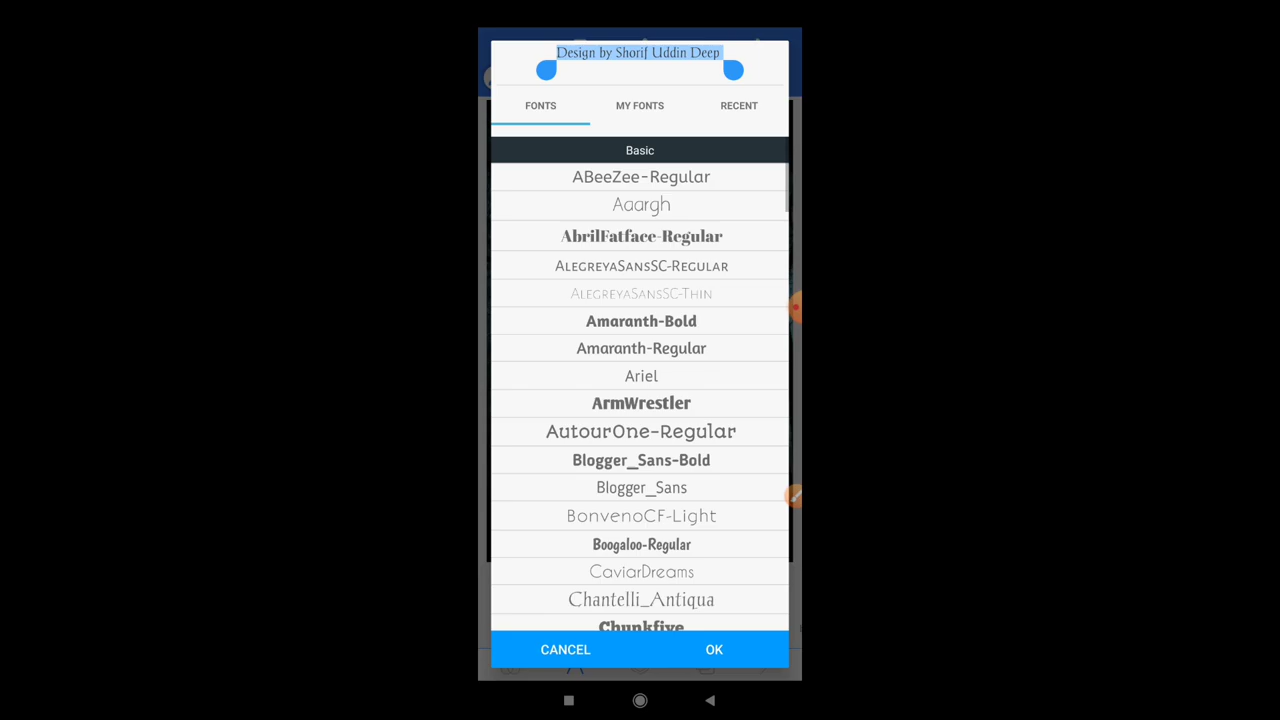 Design by Shorif Uddin Deep
FONTS
MY FONTS
RECENT
Basic
ABeeZee-Regular
Aaargh
AbrilFatface-Regular
AlegreyaSansSC-Regular
AlegreyaSansSC-Thin
Amaranth-Bold
Amaranth-Regular
Ariel
ArmWrestler
AutourOne-Regular
Blogger_Sans-Bold
Blogger_Sans
BonvenoCF-Light
Boogaloo-Regular
CaviarDreams
Chantelli_Antiqua
Chunkfive
CANCEL
OK